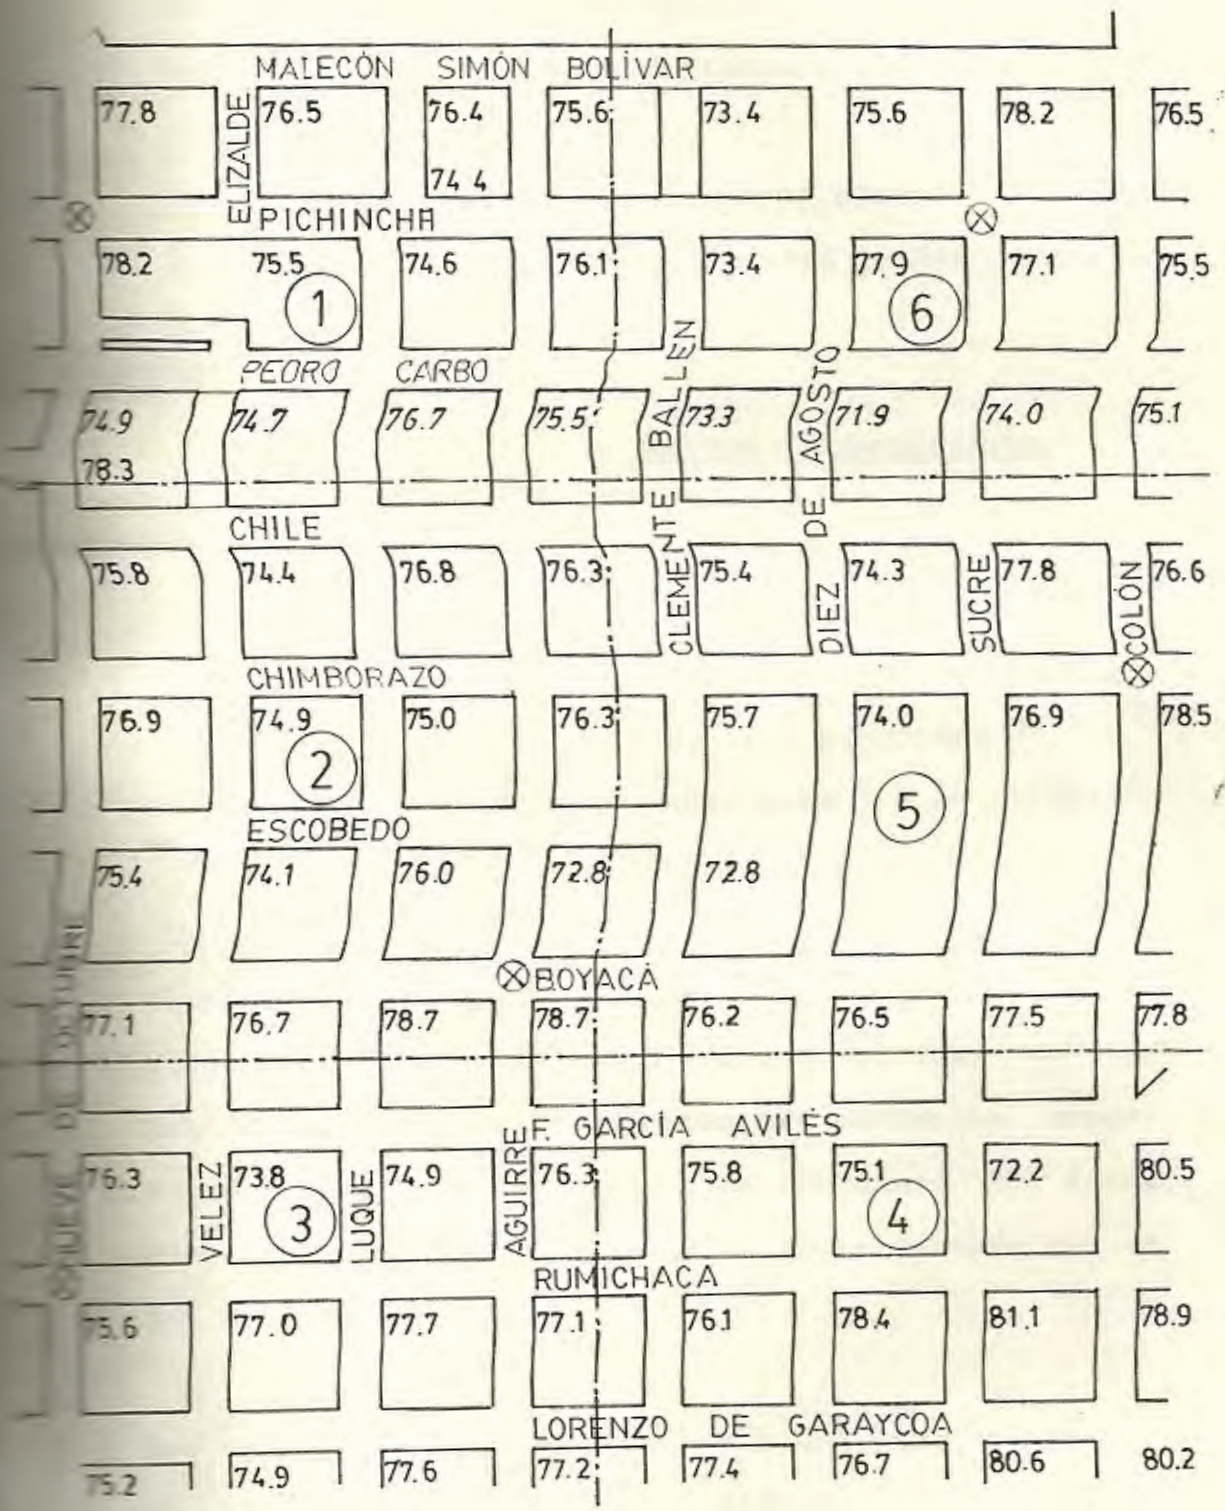 MALECÓN SIMÓN BOLÍVAR
77.8 76.5 76.4 75.6 73.4 75.6 78.2 76.5
ELIZALDE
74 4
PICHINCHA
78.2 75.5 74.6 76.1 73.4 77.9 77.1 75.5
1 6
PEDRO CARBO
74.9 74.7 76.7 75.5 73.3 71.9 74.0 75.1
78.3
CHILE
CLEMENTE BALLEN
DIEZ DE AGOSTO
SUCRE
COLÓN
75.8 74.4 76.8 76.3 75.4 74.3 77.8 76.6
CHIMBORAZO
76.9 74.9 75.0 76.3 75.7 74.0 76.9 78.5
2 5
ESCOBEDO
75.4 74.1 76.0 72.8 72.8
BOYACÁ
77.1 76.7 78.7 78.7 76.2 76.5 77.5 77.8
F. GARCÍA AVILÉS
76.3 73.8 74.9 76.3 75.8 75.1 72.2 80.5
3 4
NUEVE DE
VELEZ
LUQUE
AGUIRRE
RUMICHACA
75.6 77.0 77.7 77.1 76.1 78.4 81.1 78.9
LORENZO DE GARAYCOA
75.2 74.9 77.6 77.2 77.4 76.7 80.6 80.2